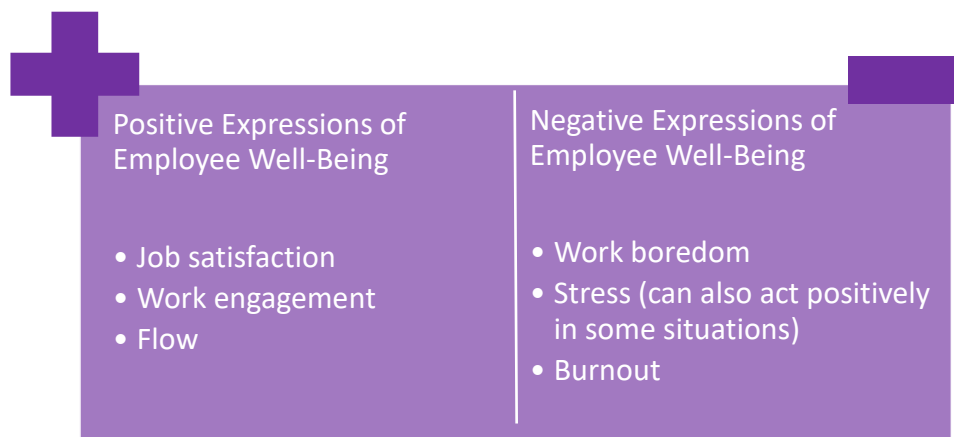 Positive Expressions of
Employee Well-Being
• Job satisfaction
• Work engagement
• Flow
Negative Expressions of
Employee Well-Being
• Work boredom
• Stress (can also act positively
in some situations)
• Burnout